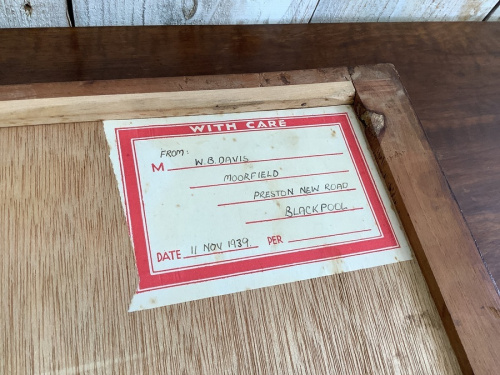 WITH CARE
FROM:
M W.B.DAVIS
MOORFIELD
PRESTON NEW ROAD
BLACKPOOL
DATE 11 NOV 1939. PER